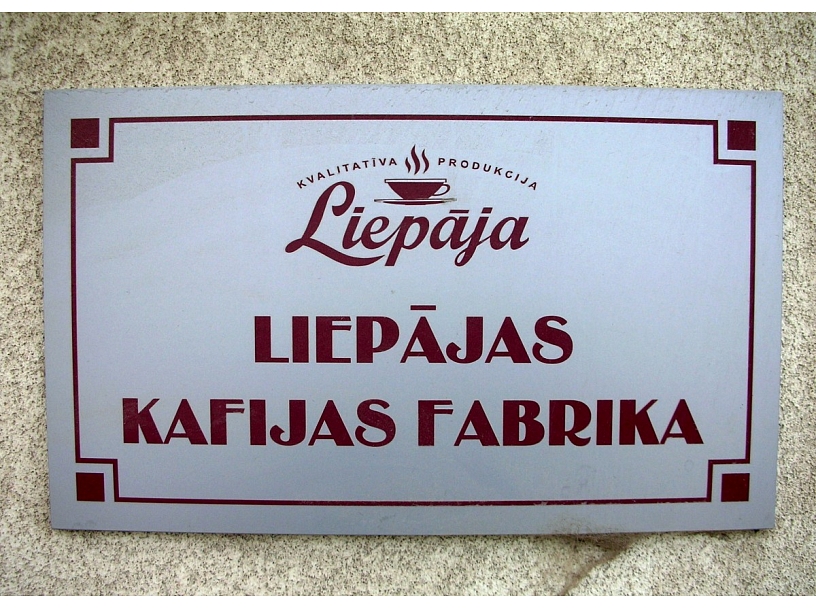 KVALITATĪVA PRODUKCIJA
Liepāja
LIEPĀJAS
KAFIJAS FABRIKA